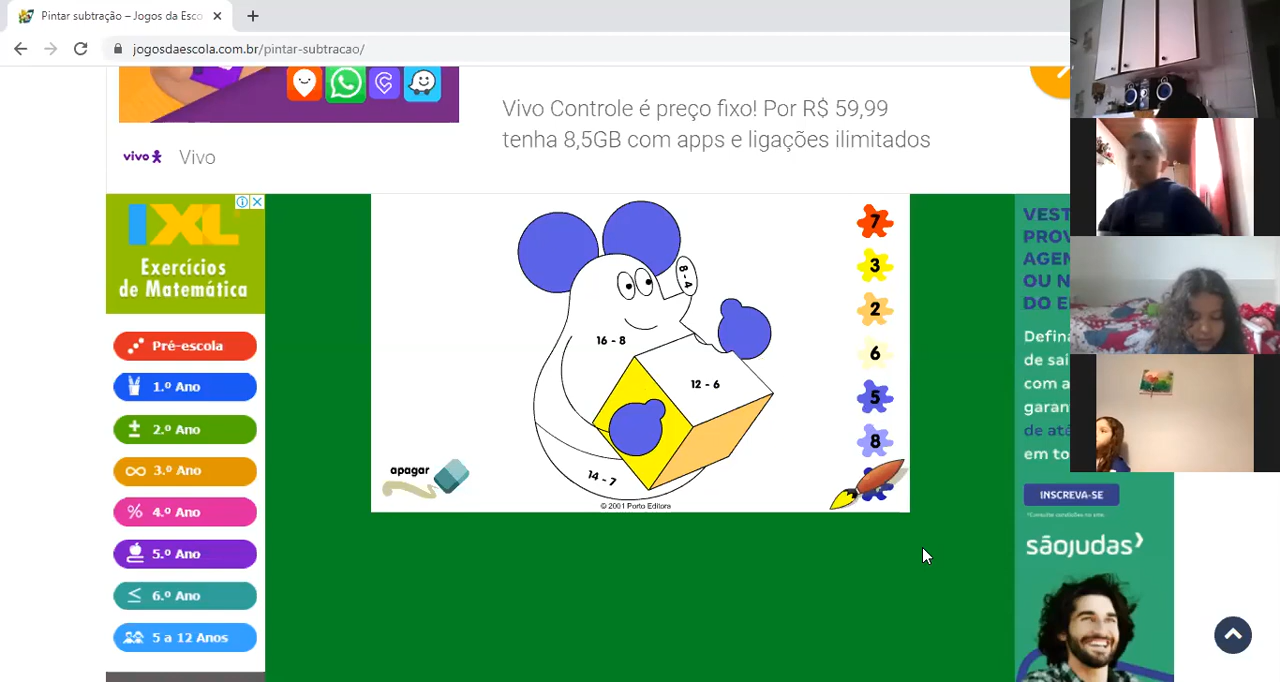 Pintar subtração – Jogos da Esco
jogosdaescola.com.br/pintar-subtracao/
Vivo Controle é preço fixo! Por R$ 59,99
tenha 8,5GB com apps e ligações ilimitados
vivo Vivo
IXL
Exercícios
de Matemática
Pré-escola
1.º Ano
2.º Ano
3.º Ano
4.º Ano
5.º Ano
6.º Ano
5 a 12 Anos
8 - 4
16 - 8
12 - 6
14 - 7
apagar
© 2001 Porto Editora
7
3
2
6
5
8
VEST
PROV
AGEN
OU N
DO E
Defina
de sai
com a
garan
de até
em to
INSCREVA-SE
*Consulte condições no site.
sãojudas